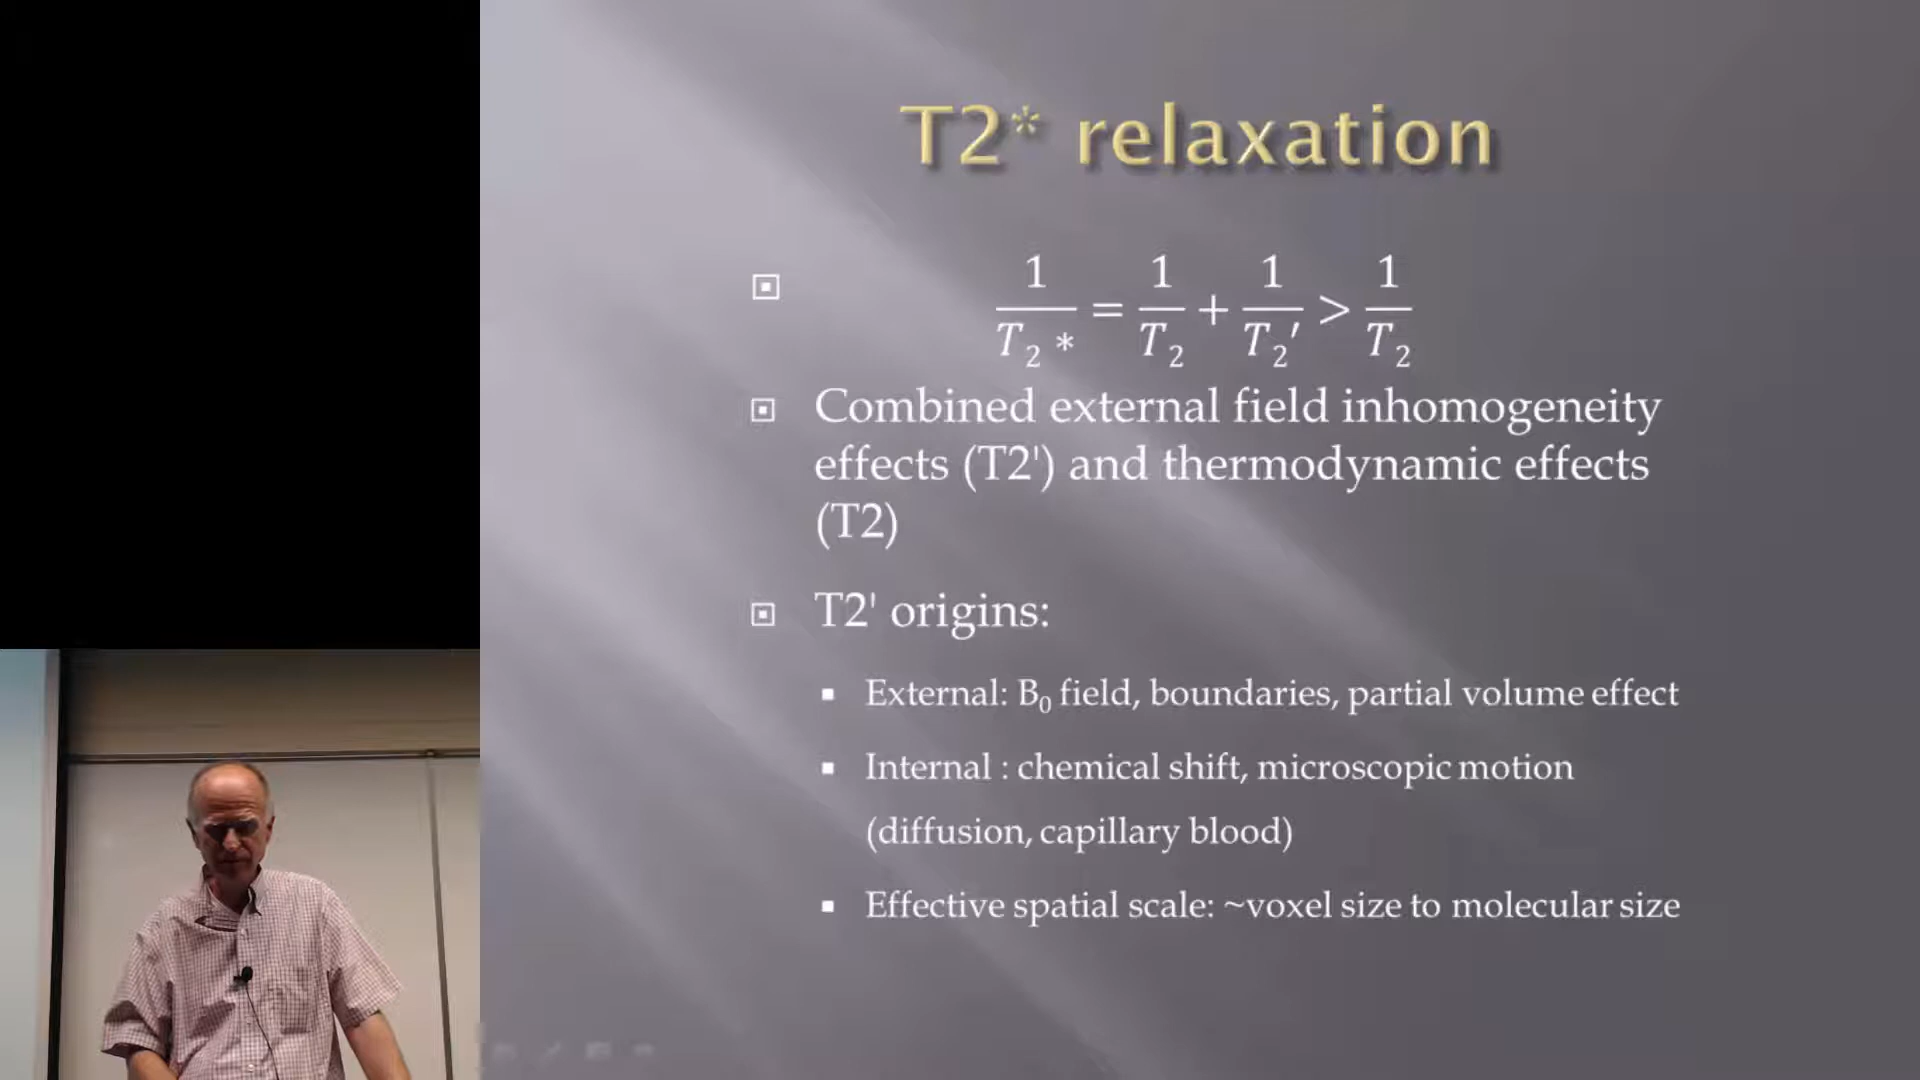 T2* relaxation
1/T₂* = 1/T₂ + 1/T₂′ > 1/T₂
Combined external field inhomogeneity
effects (T2') and thermodynamic effects
(T2)
T2' origins:
External: B₀ field, boundaries, partial volume effect
Internal : chemical shift, microscopic motion
(diffusion, capillary blood)
Effective spatial scale: ~voxel size to molecular size